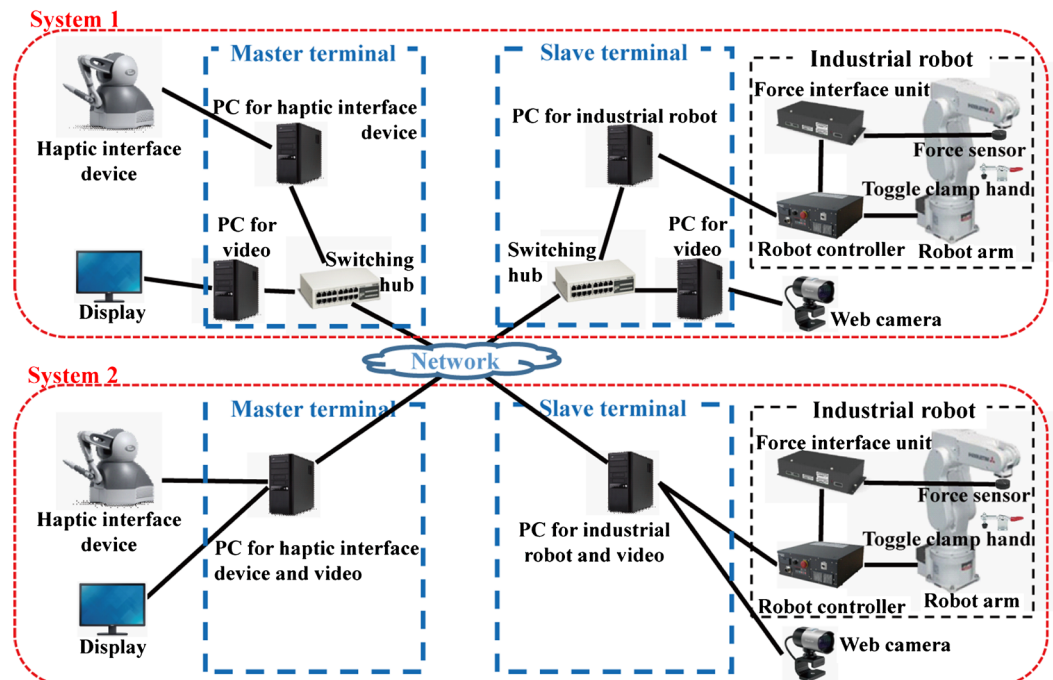 System 1
Master terminal
Slave terminal
Industrial robot
PC for haptic interface
device
Haptic interface
device
PC for
video
Switching
hub
Display
PC for industrial robot
Switching
hub
PC for
video
Force interface unit
Force sensor
Toggle clamp hand
Robot controller
Robot arm
Web camera
Network
System 2
Master terminal
Slave terminal
Industrial robot
Haptic interface
device
PC for haptic interface
device and video
Display
PC for industrial
robot and video
Force interface unit
Force sensor
Toggle clamp hand
Robot controller
Robot arm
Web camera